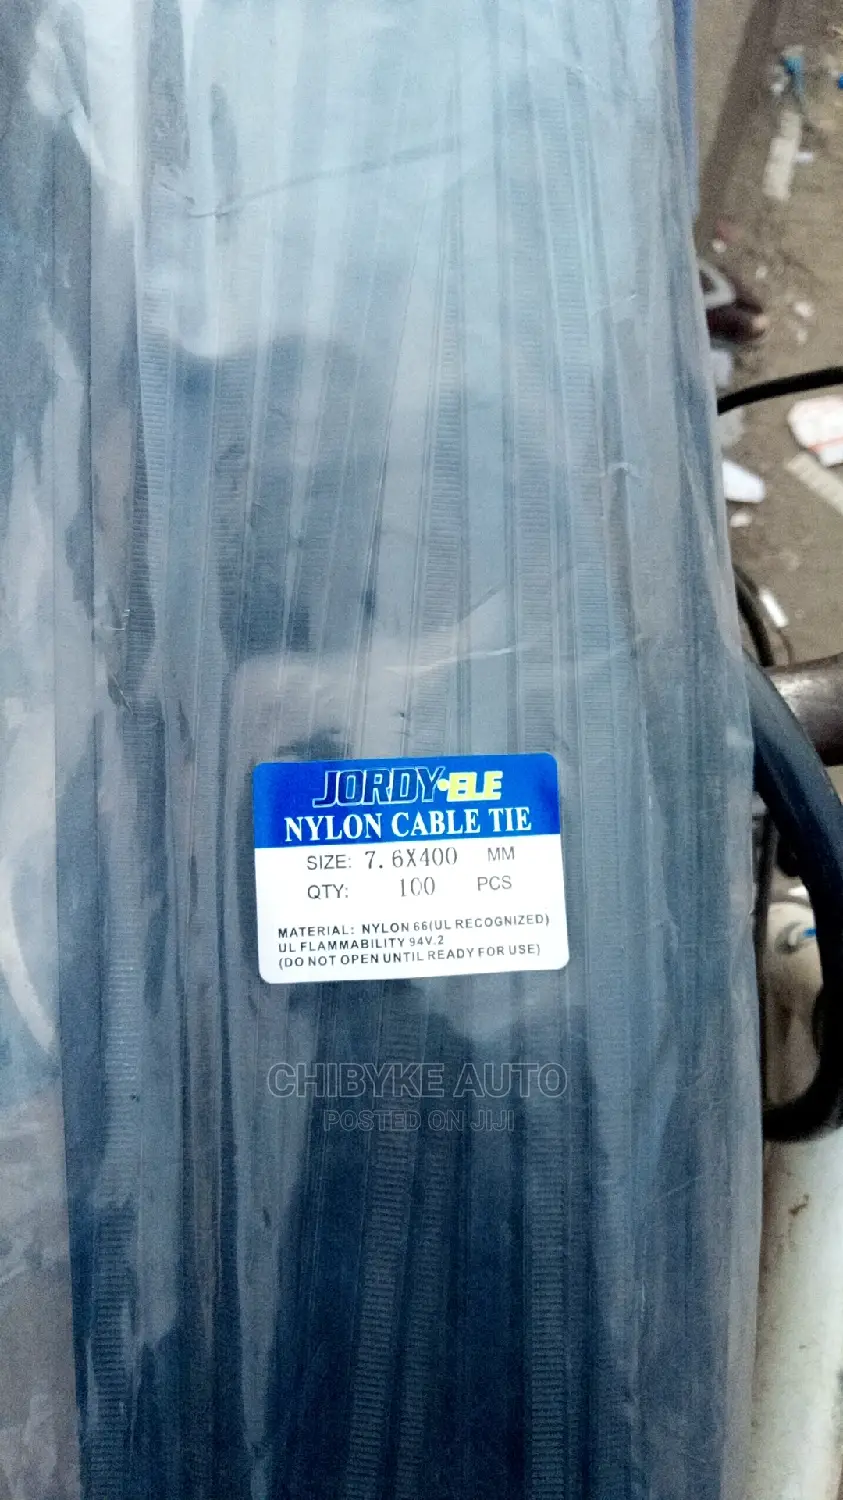 JORDY•ELE
NYLON CABLE TIE
SIZE: 7.6X400 MM
QTY: 100 PCS
MATERIAL: NYLON 66(UL RECOGNIZED)
UL FLAMMABILITY 94V.2
(DO NOT OPEN UNTIL READY FOR USE)
CHIBYKE AUTO
POSTED ON JIJI